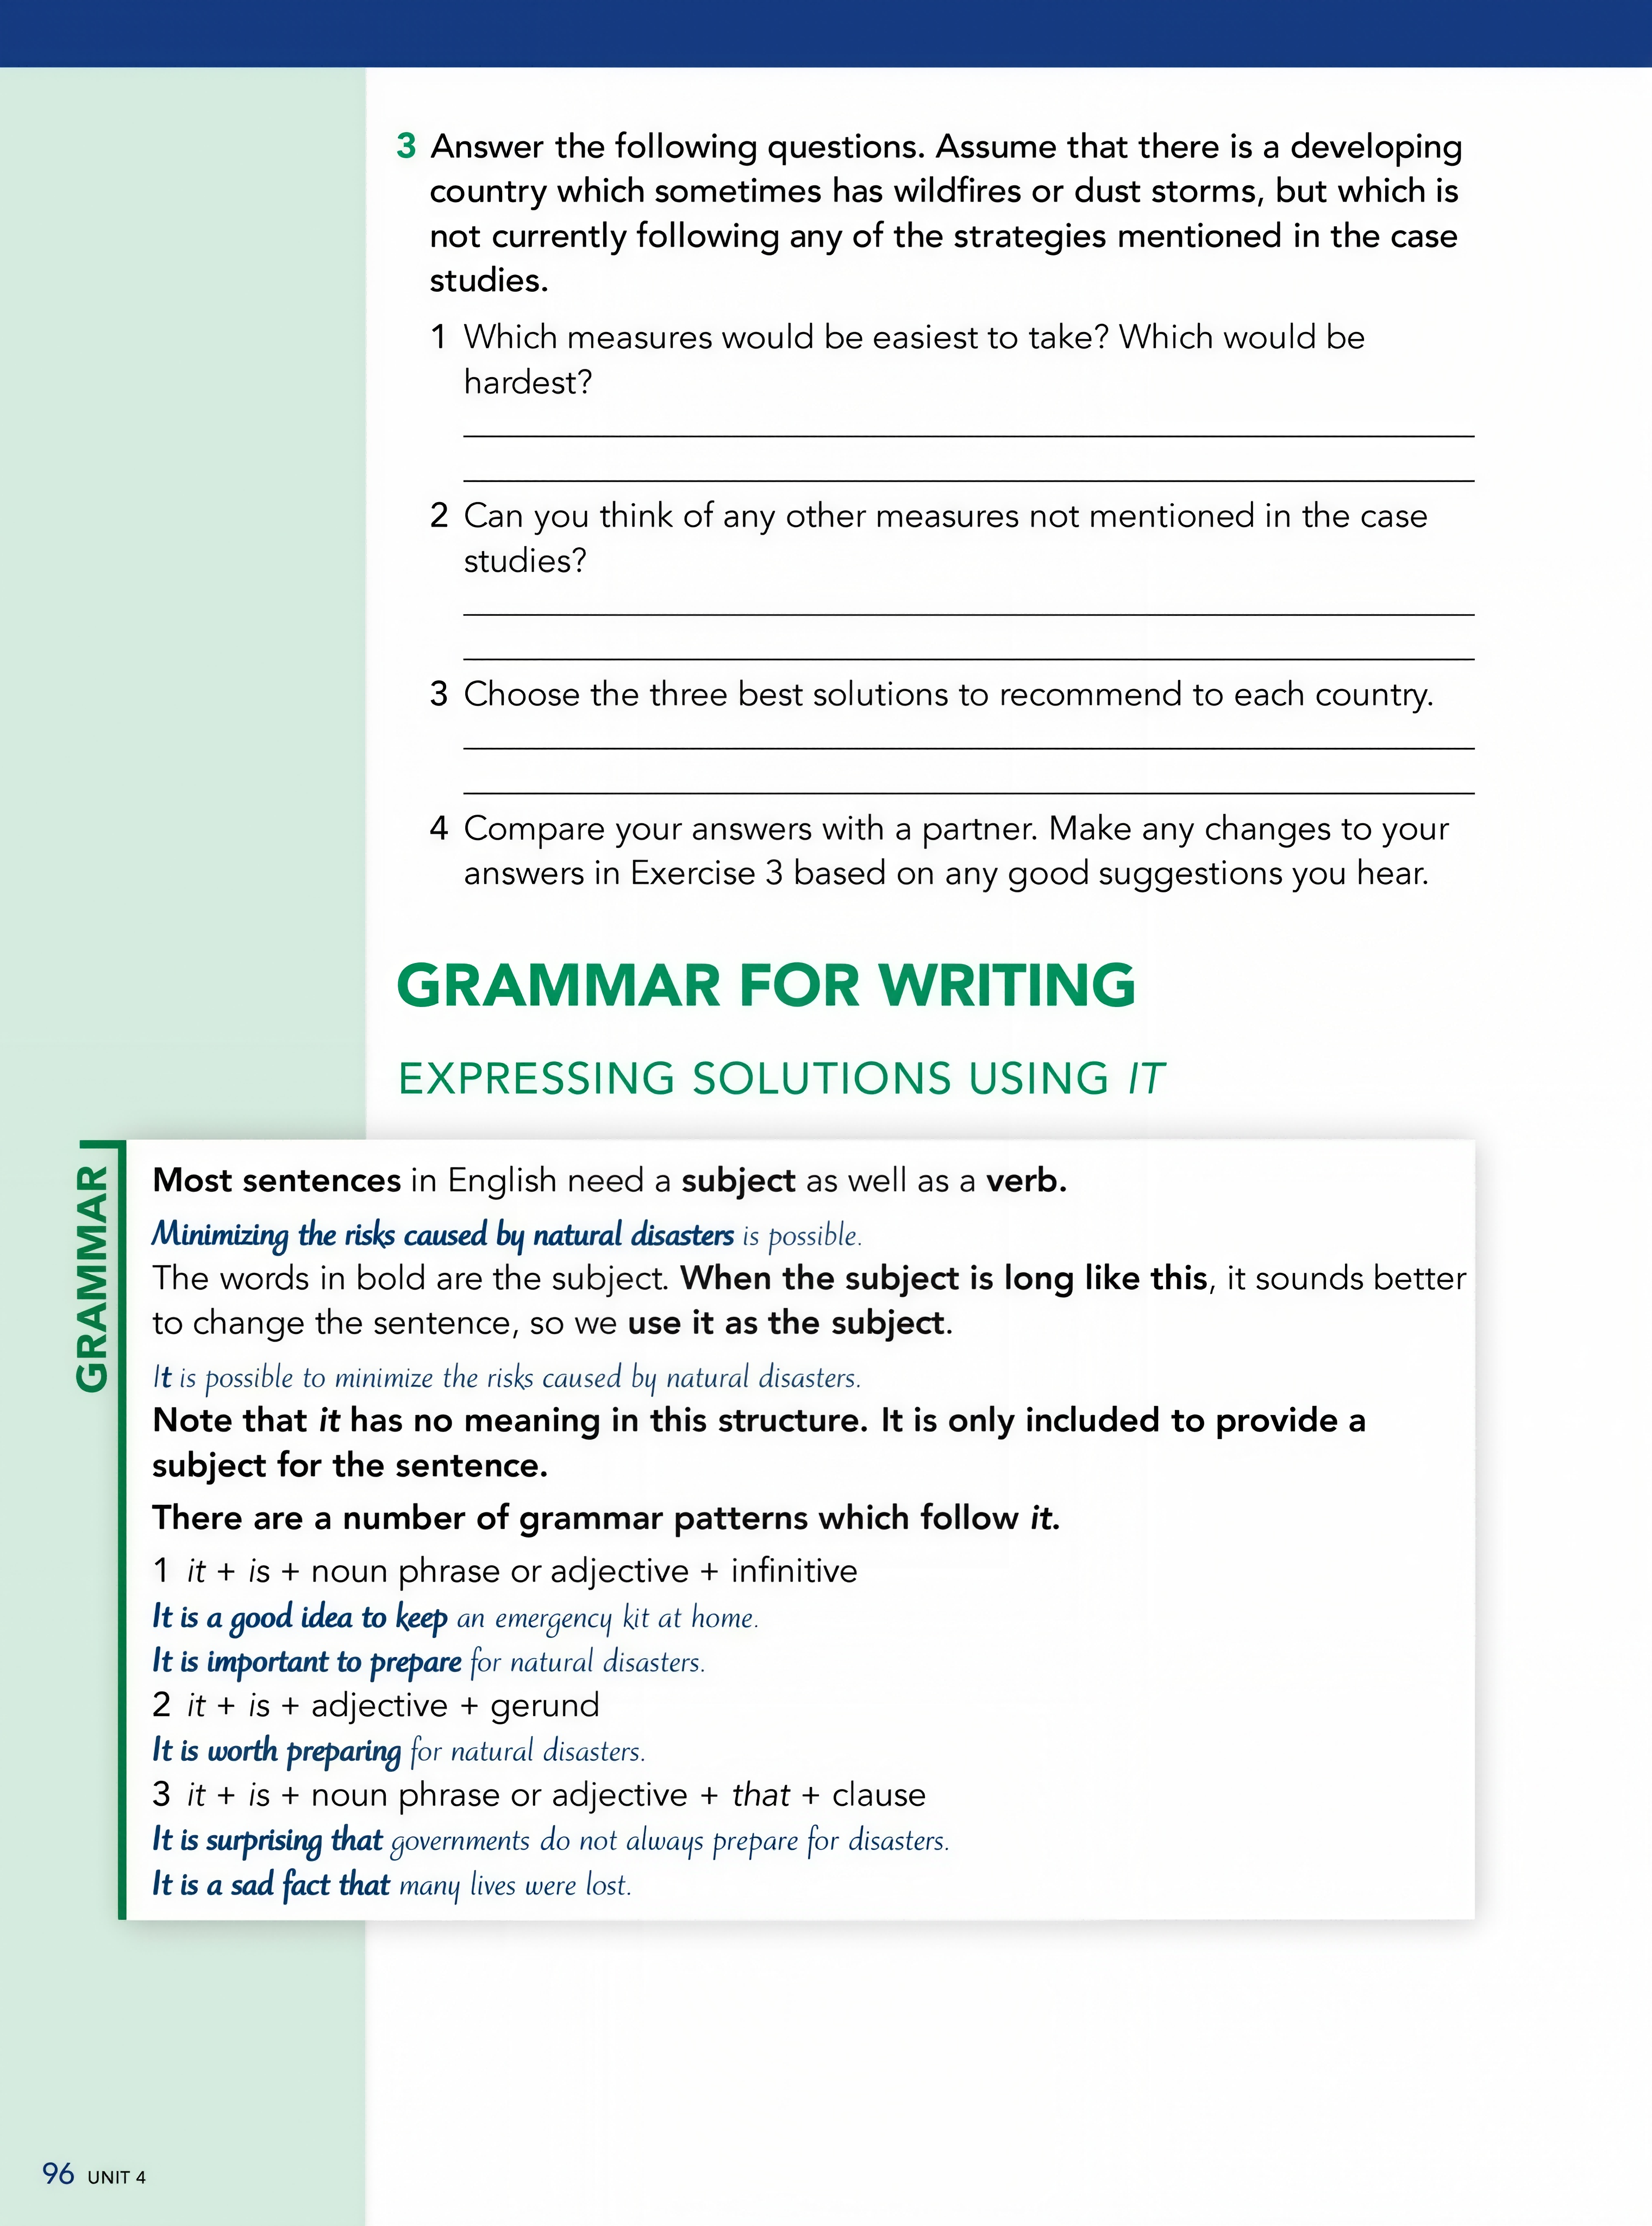 3 Answer the following questions. Assume that there is a developing
country which sometimes has wildfires or dust storms, but which is
not currently following any of the strategies mentioned in the case
studies.
1 Which measures would be easiest to take? Which would be
hardest?
2 Can you think of any other measures not mentioned in the case
studies?
3 Choose the three best solutions to recommend to each country.
4 Compare your answers with a partner. Make any changes to your
answers in Exercise 3 based on any good suggestions you hear.
GRAMMAR FOR WRITING
EXPRESSING SOLUTIONS USING IT
GRAMMAR
Most sentences in English need a subject as well as a verb.
Minimizing the risks caused by natural disasters is possible.
The words in bold are the subject. When the subject is long like this, it sounds better
to change the sentence, so we use it as the subject.
It is possible to minimize the risks caused by natural disasters.
Note that it has no meaning in this structure. It is only included to provide a
subject for the sentence.
There are a number of grammar patterns which follow it.
1 it + is + noun phrase or adjective + infinitive
It is a good idea to keep an emergency kit at home.
It is important to prepare for natural disasters.
2 it + is + adjective + gerund
It is worth preparing for natural disasters.
3 it + is + noun phrase or adjective + that + clause
It is surprising that governments do not always prepare for disasters.
It is a sad fact that many lives were lost.
96 UNIT 4